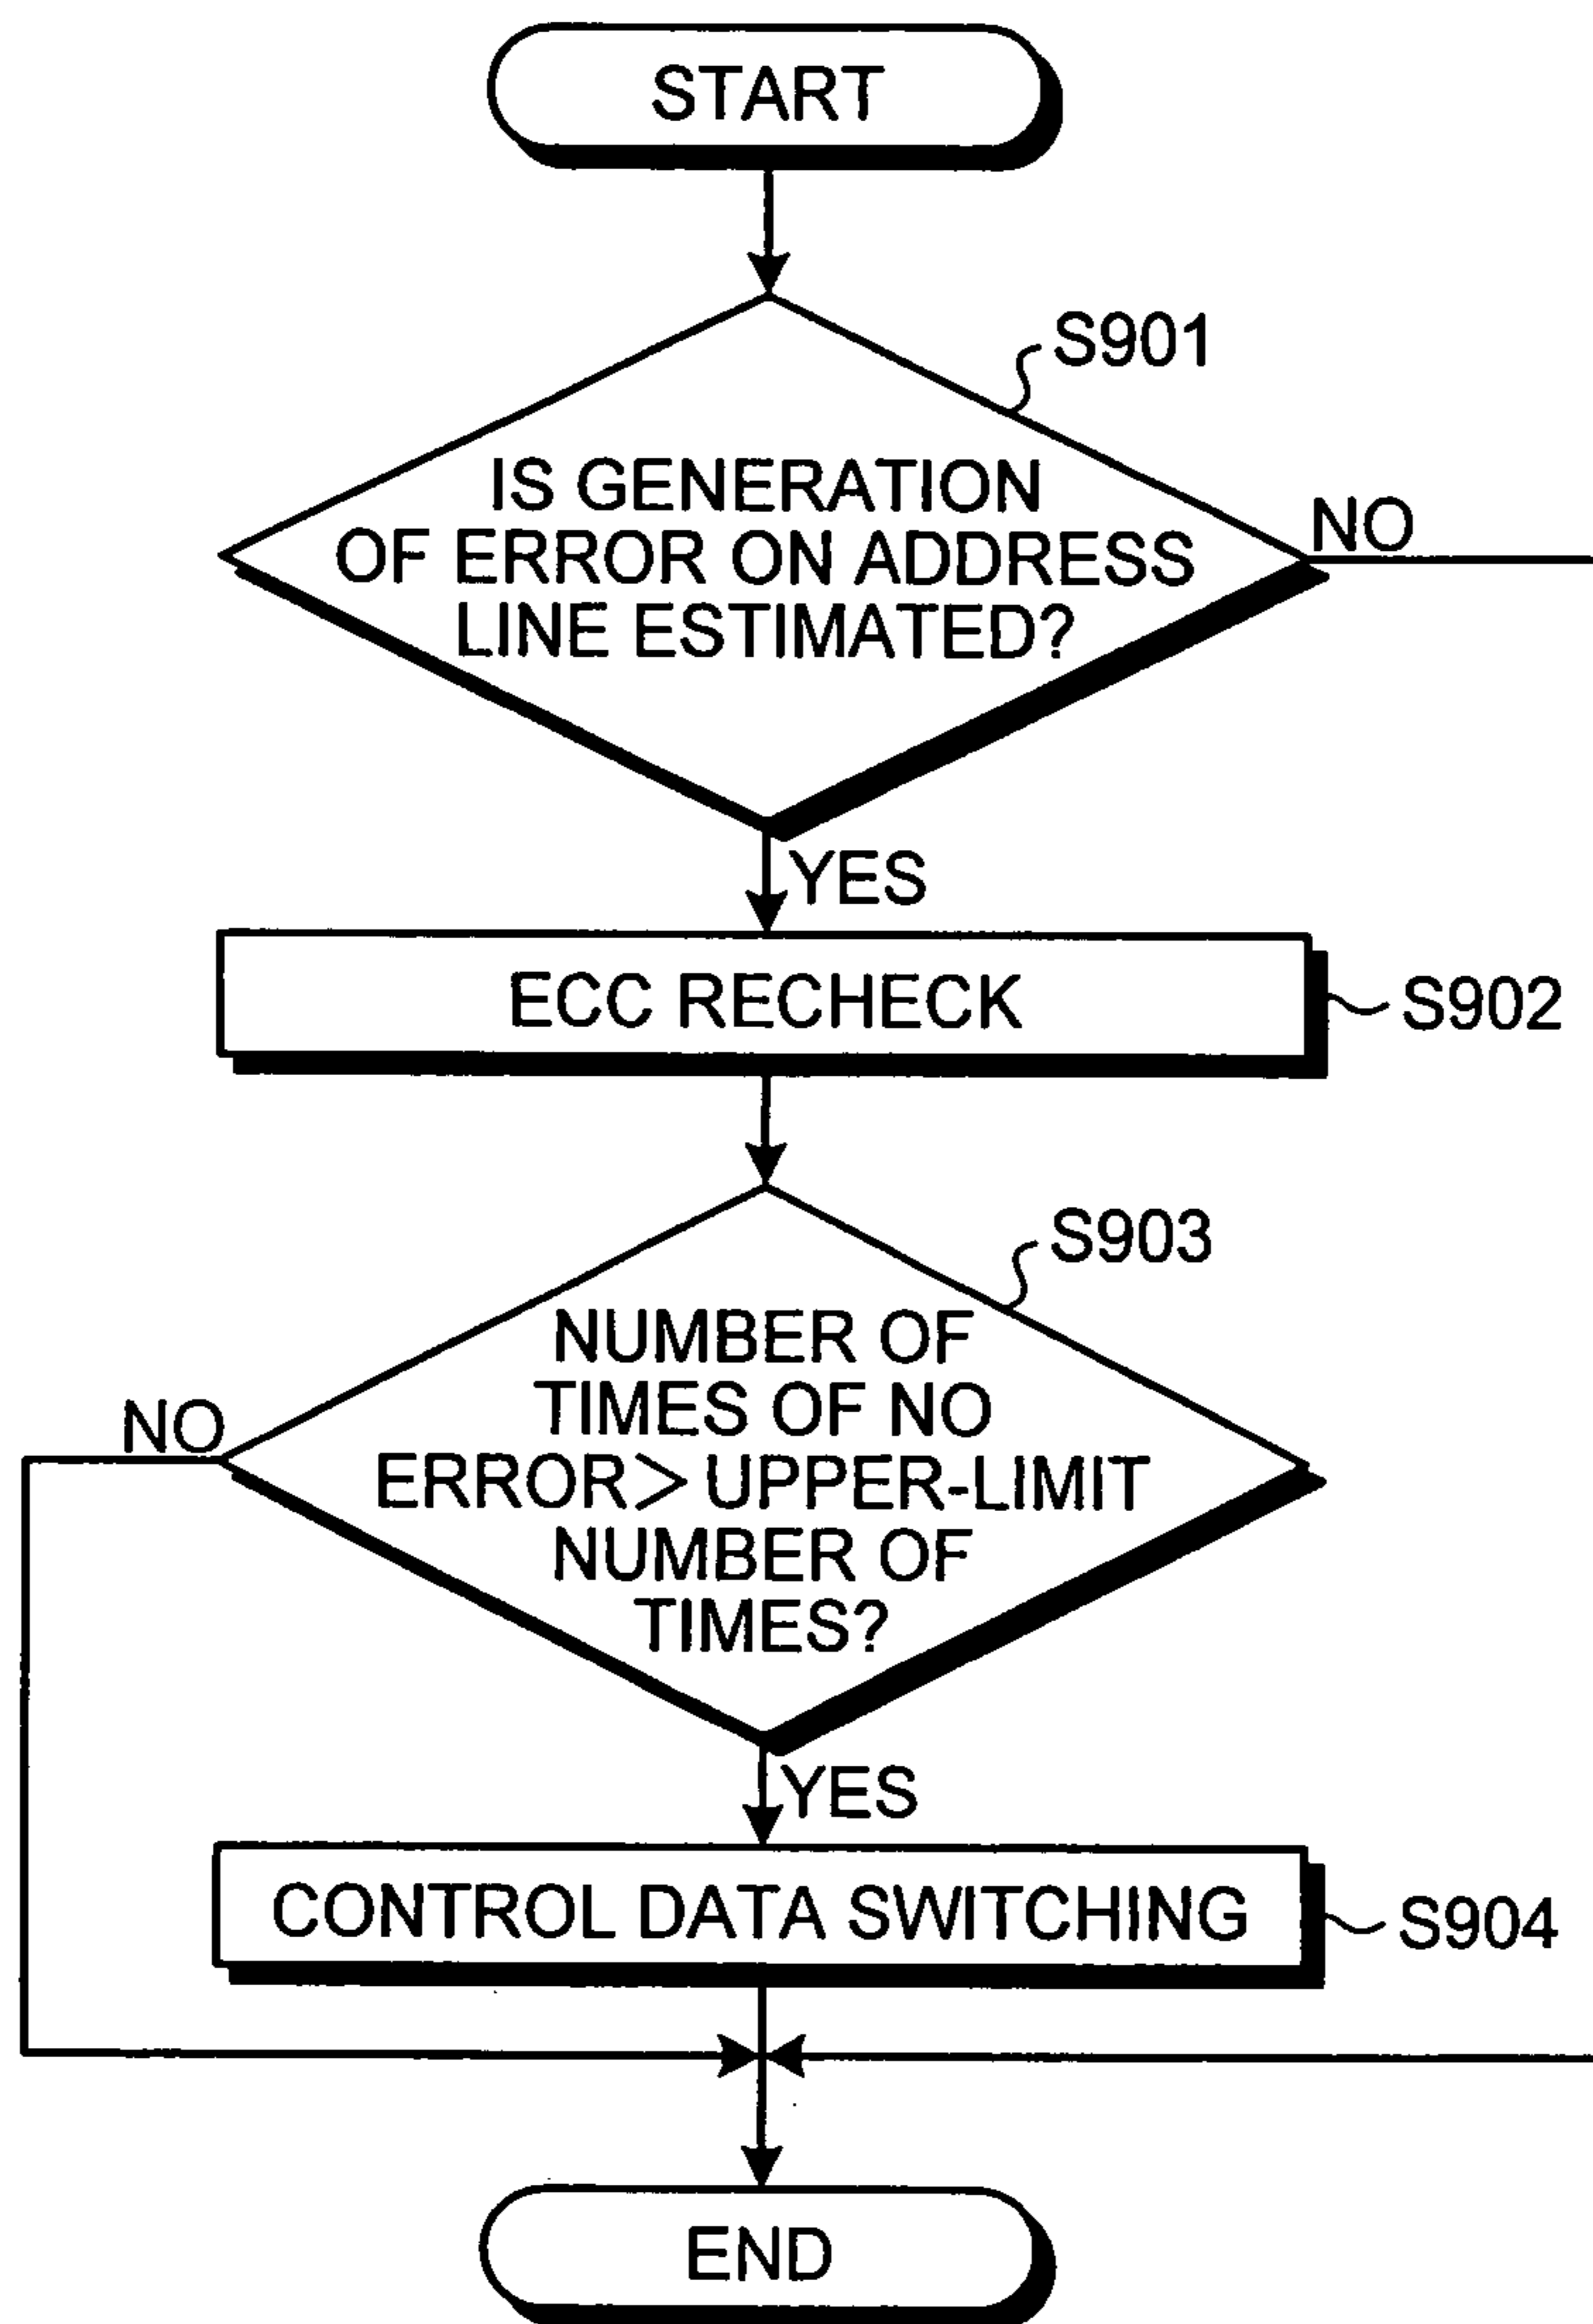 START
S901
IS GENERATION
OF ERROR ON ADDRESS
LINE ESTIMATED?
NO
YES
ECC RECHECK
S902
S903
NUMBER OF
TIMES OF NO
ERROR> UPPER-LIMIT
NUMBER OF
TIMES?
NO
YES
CONTROL DATA SWITCHING
S904
END